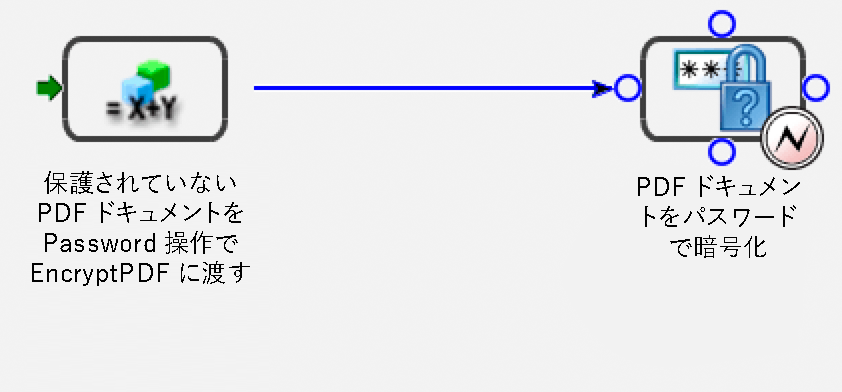 = X+Y
***
?
保護されていない
PDF ドキュメントを
Password 操作で
EncryptPDF に渡す
PDF ドキュメン
トをパスワード
で暗号化